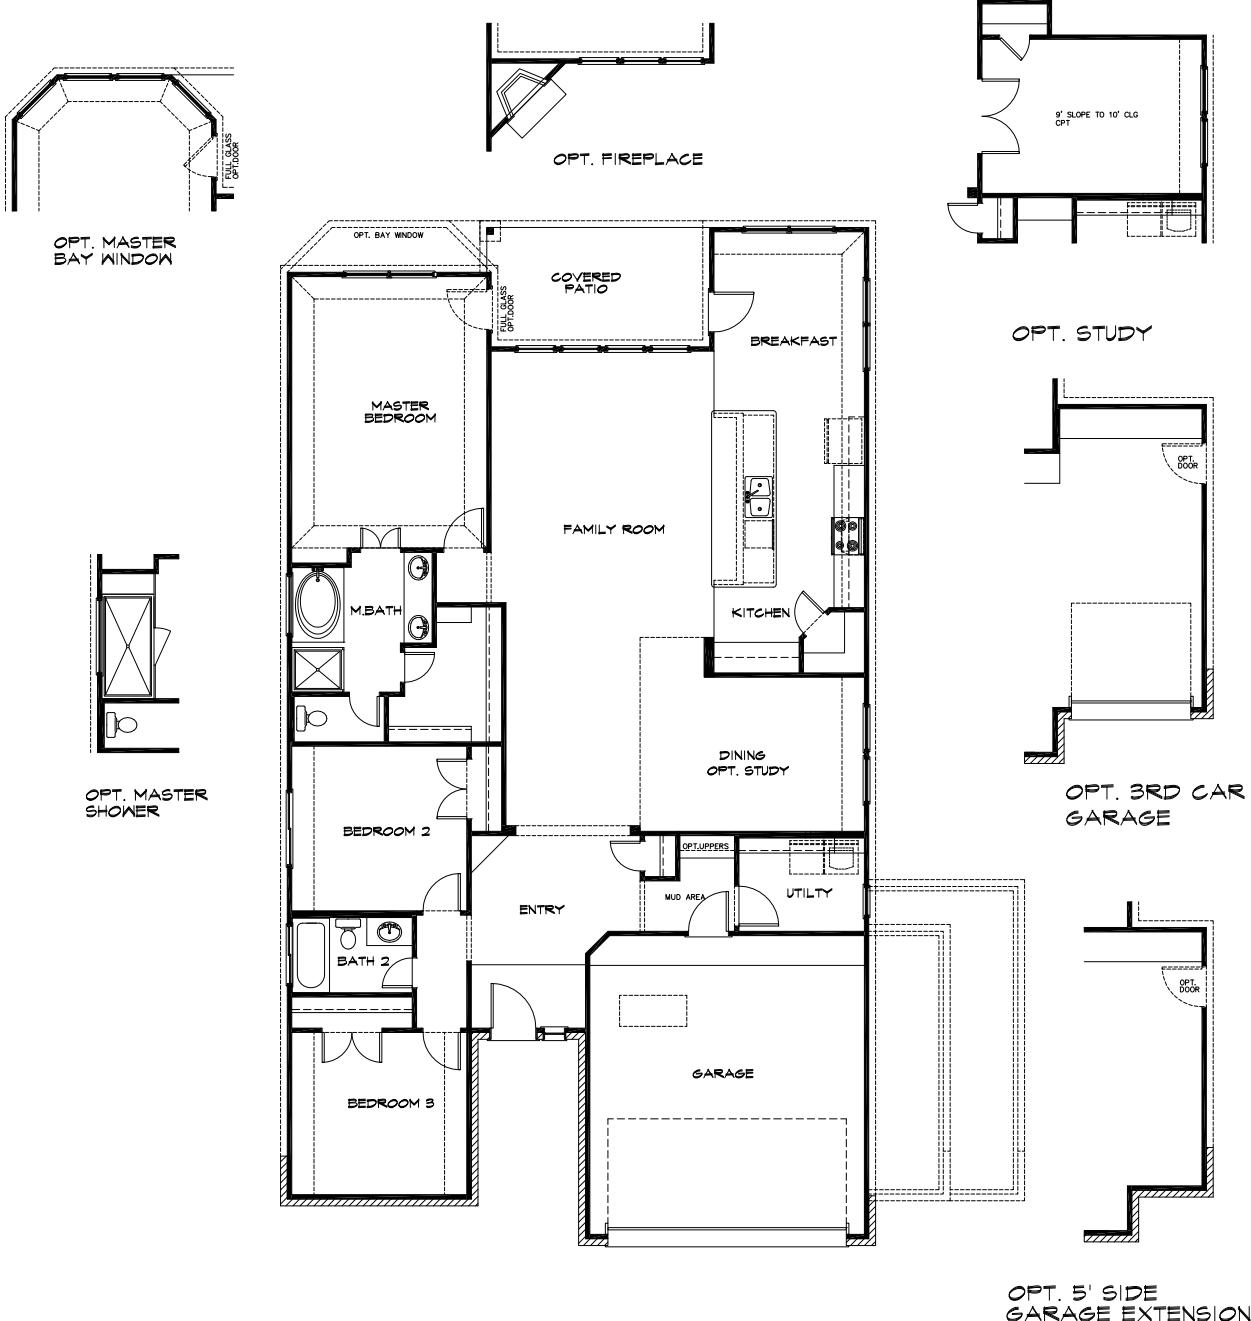 OPT. FIREPLACE
9' SLOPE TO 10' CLG
CPT
FULL GLASS
OPT.DOOR
OPT. MASTER
BAY WINDOW
OPT. BAY WINDOW
COVERED
PATIO
FULL GLASS
OPT.DOOR
BREAKFAST
OPT. STUDY
MASTER
BEDROOM
OPT.
DOOR
FAMILY ROOM
M.BATH
KITCHEN
DINING
OPT. STUDY
OPT. MASTER
SHOWER
OPT. 3RD CAR
GARAGE
BEDROOM 2
OPT.UPPERS
MUD AREA
UTILTY
ENTRY
BATH 2
OPT.
DOOR
GARAGE
BEDROOM 3
OPT. 5' SIDE
GARAGE EXTENSION